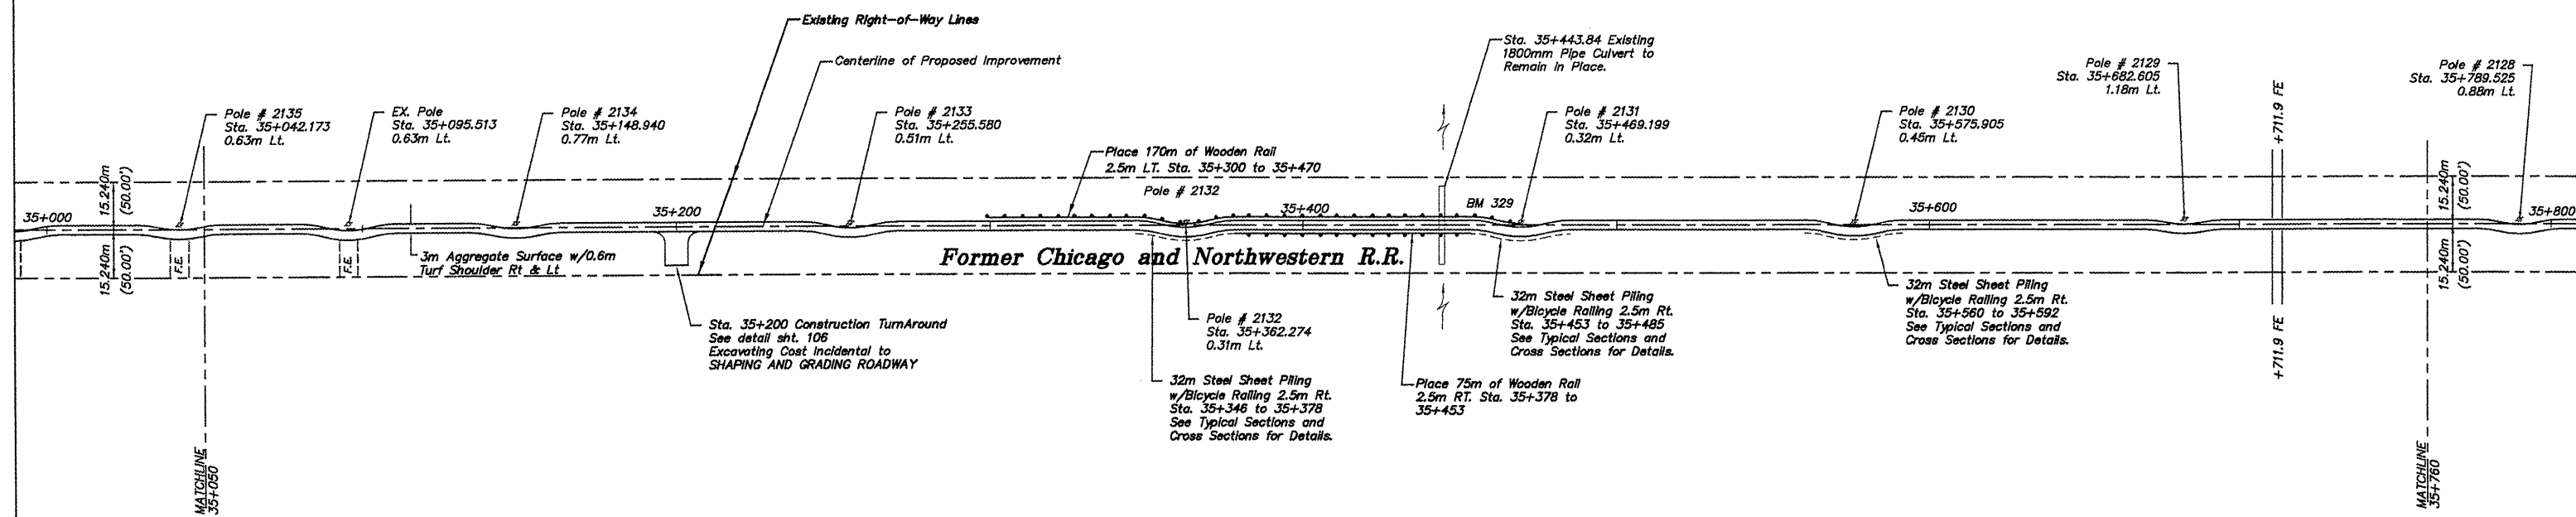 Existing Right-of-Way Lines
Centerline of Proposed Improvement
Sta. 35+443.84 Existing
1800mm Pipe Culvert to
Remain in Place.
Pole # 2129
Sta. 35+682.605
1.18m Lt.
Pole # 2128
Sta. 35+789.525
0.88m Lt.
Pole # 2135
Sta. 35+042.173
0.63m Lt.
EX. Pole
Sta. 35+095.513
0.63m Lt.
Pole # 2134
Sta. 35+148.940
0.77m Lt.
Pole # 2133
Sta. 35+255.580
0.51m Lt.
Pole # 2131
Sta. 35+469.199
0.32m Lt.
Pole # 2130
Sta. 35+575.905
0.45m Lt.
+711.9 FE
Place 170m of Wooden Rail
2.5m LT. Sta. 35+300 to 35+470
Pole # 2132
15.240m
(50.00')
15.240m
(50.00')
35+000
35+200
35+400
BM 329
35+600
35+800
15.240m
(50.00')
15.240m
(50.00')
F.E.
F.E.
3m Aggregate Surface w/0.6m
Turf Shoulder Rt & Lt
Former Chicago and Northwestern R.R.
Sta. 35+200 Construction TurnAround
See detail sht. 106
Excavating Cost Incidental to
SHAPING AND GRADING ROADWAY
Pole # 2132
Sta. 35+362.274
0.31m Lt.
32m Steel Sheet Piling
w/Bicycle Railing 2.5m Rt.
Sta. 35+346 to 35+378
See Typical Sections and
Cross Sections for Details.
32m Steel Sheet Piling
w/Bicycle Railing 2.5m Rt.
Sta. 35+453 to 35+485
See Typical Sections and
Cross Sections for Details.
Place 75m of Wooden Rail
2.5m RT. Sta. 35+378 to
35+453
32m Steel Sheet Piling
w/Bicycle Railing 2.5m Rt.
Sta. 35+560 to 35+592
See Typical Sections and
Cross Sections for Details.
+711.9 FE
MATCHLINE
35+050
MATCHLINE
35+760